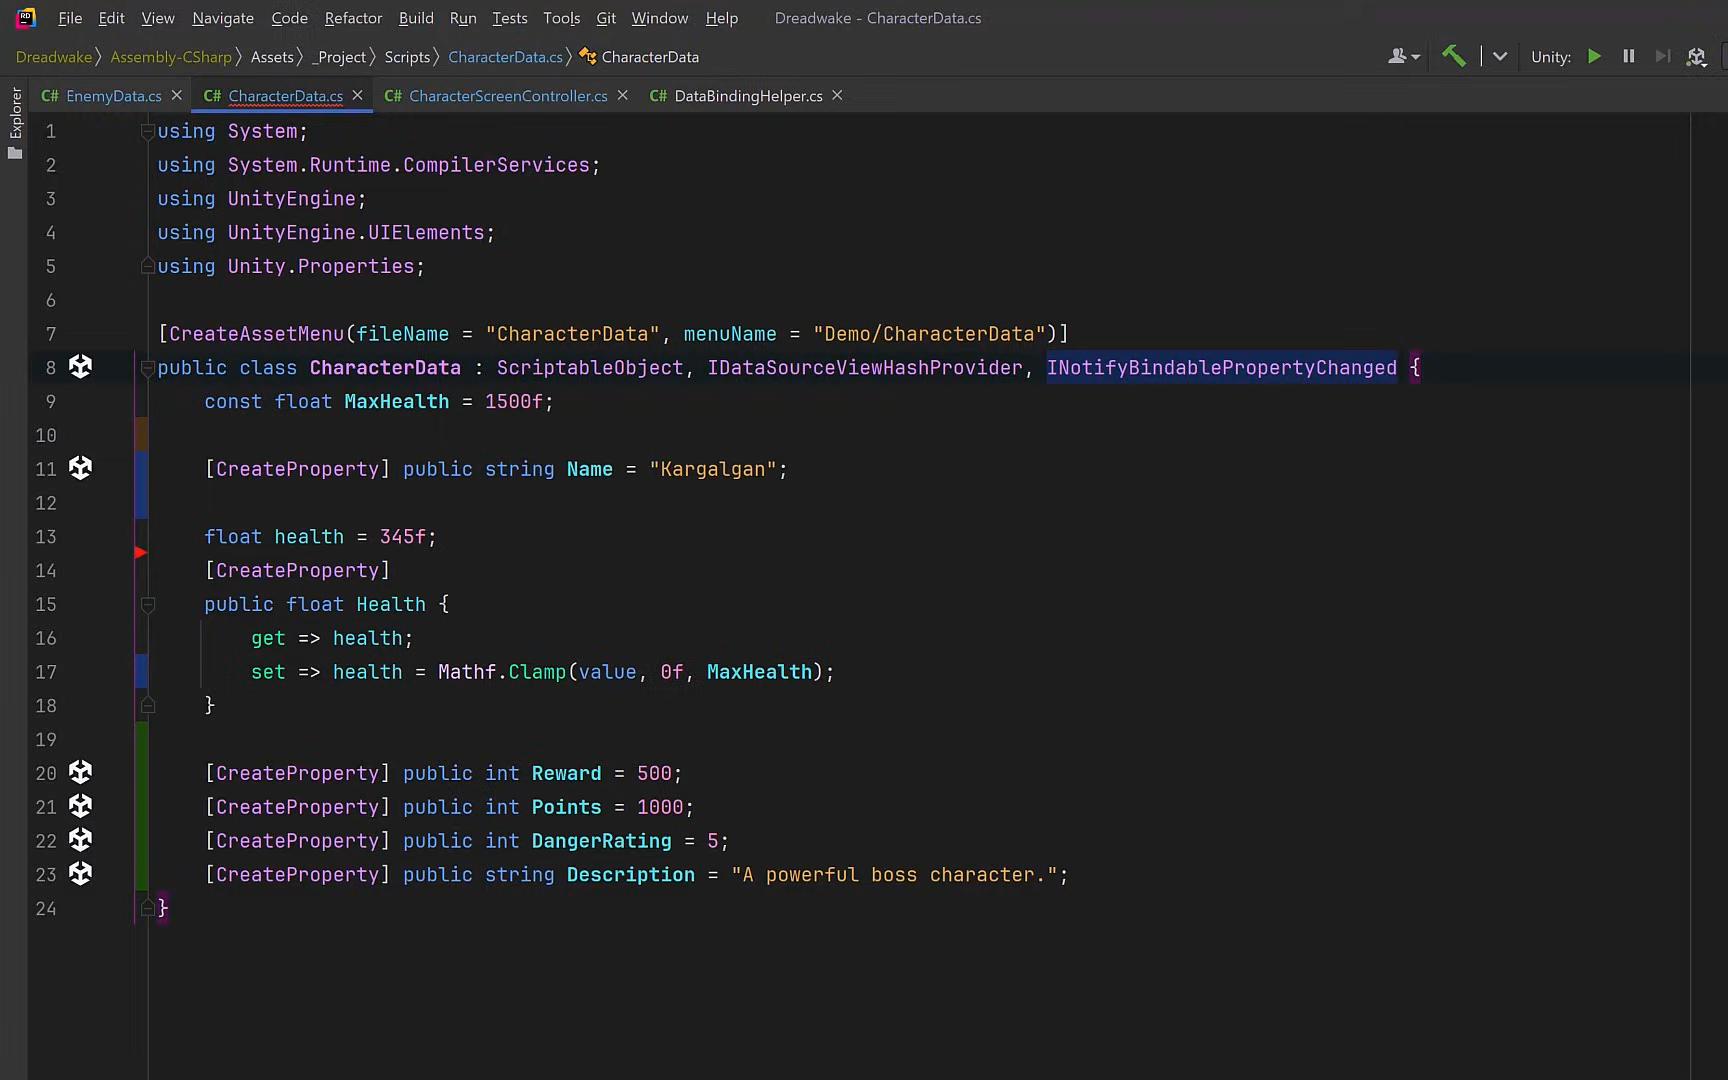 File Edit View Navigate Code Refactor Build Run Tests Tools Git Window Help Dreadwake - CharacterData.cs
Dreadwake Assembly-CSharp Assets _Project Scripts CharacterData.cs CharacterData Unity:
C# EnemyData.cs C# CharacterData.cs C# CharacterScreenController.cs C# DataBindingHelper.cs
Explorer
1 using System;
2 using System.Runtime.CompilerServices;
3 using UnityEngine;
4 using UnityEngine.UIElements;
5 using Unity.Properties;
6
7 [CreateAssetMenu(fileName = "CharacterData", menuName = "Demo/CharacterData")]
8 public class CharacterData : ScriptableObject, IDataSourceViewHashProvider, INotifyBindablePropertyChanged {
9 const float MaxHealth = 1500f;
10
11 [CreateProperty] public string Name = "Kargalgan";
12
13 float health = 345f;
14 [CreateProperty]
15 public float Health {
16 get => health;
17 set => health = Mathf.Clamp(value, 0f, MaxHealth);
18 }
19
20 [CreateProperty] public int Reward = 500;
21 [CreateProperty] public int Points = 1000;
22 [CreateProperty] public int DangerRating = 5;
23 [CreateProperty] public string Description = "A powerful boss character.";
24 }